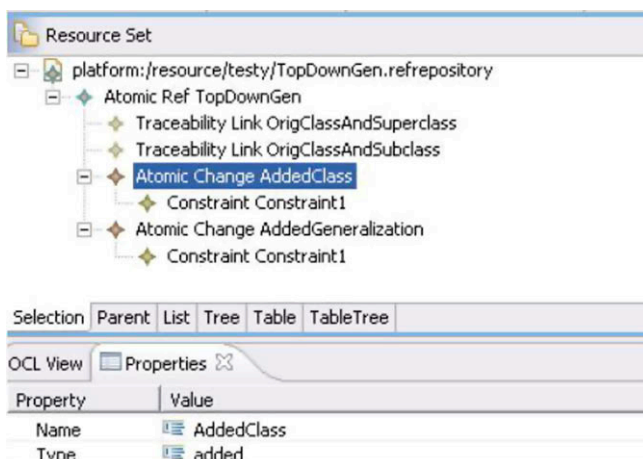 Resource Set
platform:/resource/testy/TopDownGen.refrepository
Atomic Ref TopDownGen
Traceability Link OrigClassAndSuperclass
Traceability Link OrigClassAndSubclass
Atomic Change AddedClass
Constraint Constraint1
Atomic Change AddedGeneralization
Constraint Constraint1
Selection Parent List Tree Table TableTree
OCL View Properties
Property Value
Name AddedClass
Type added